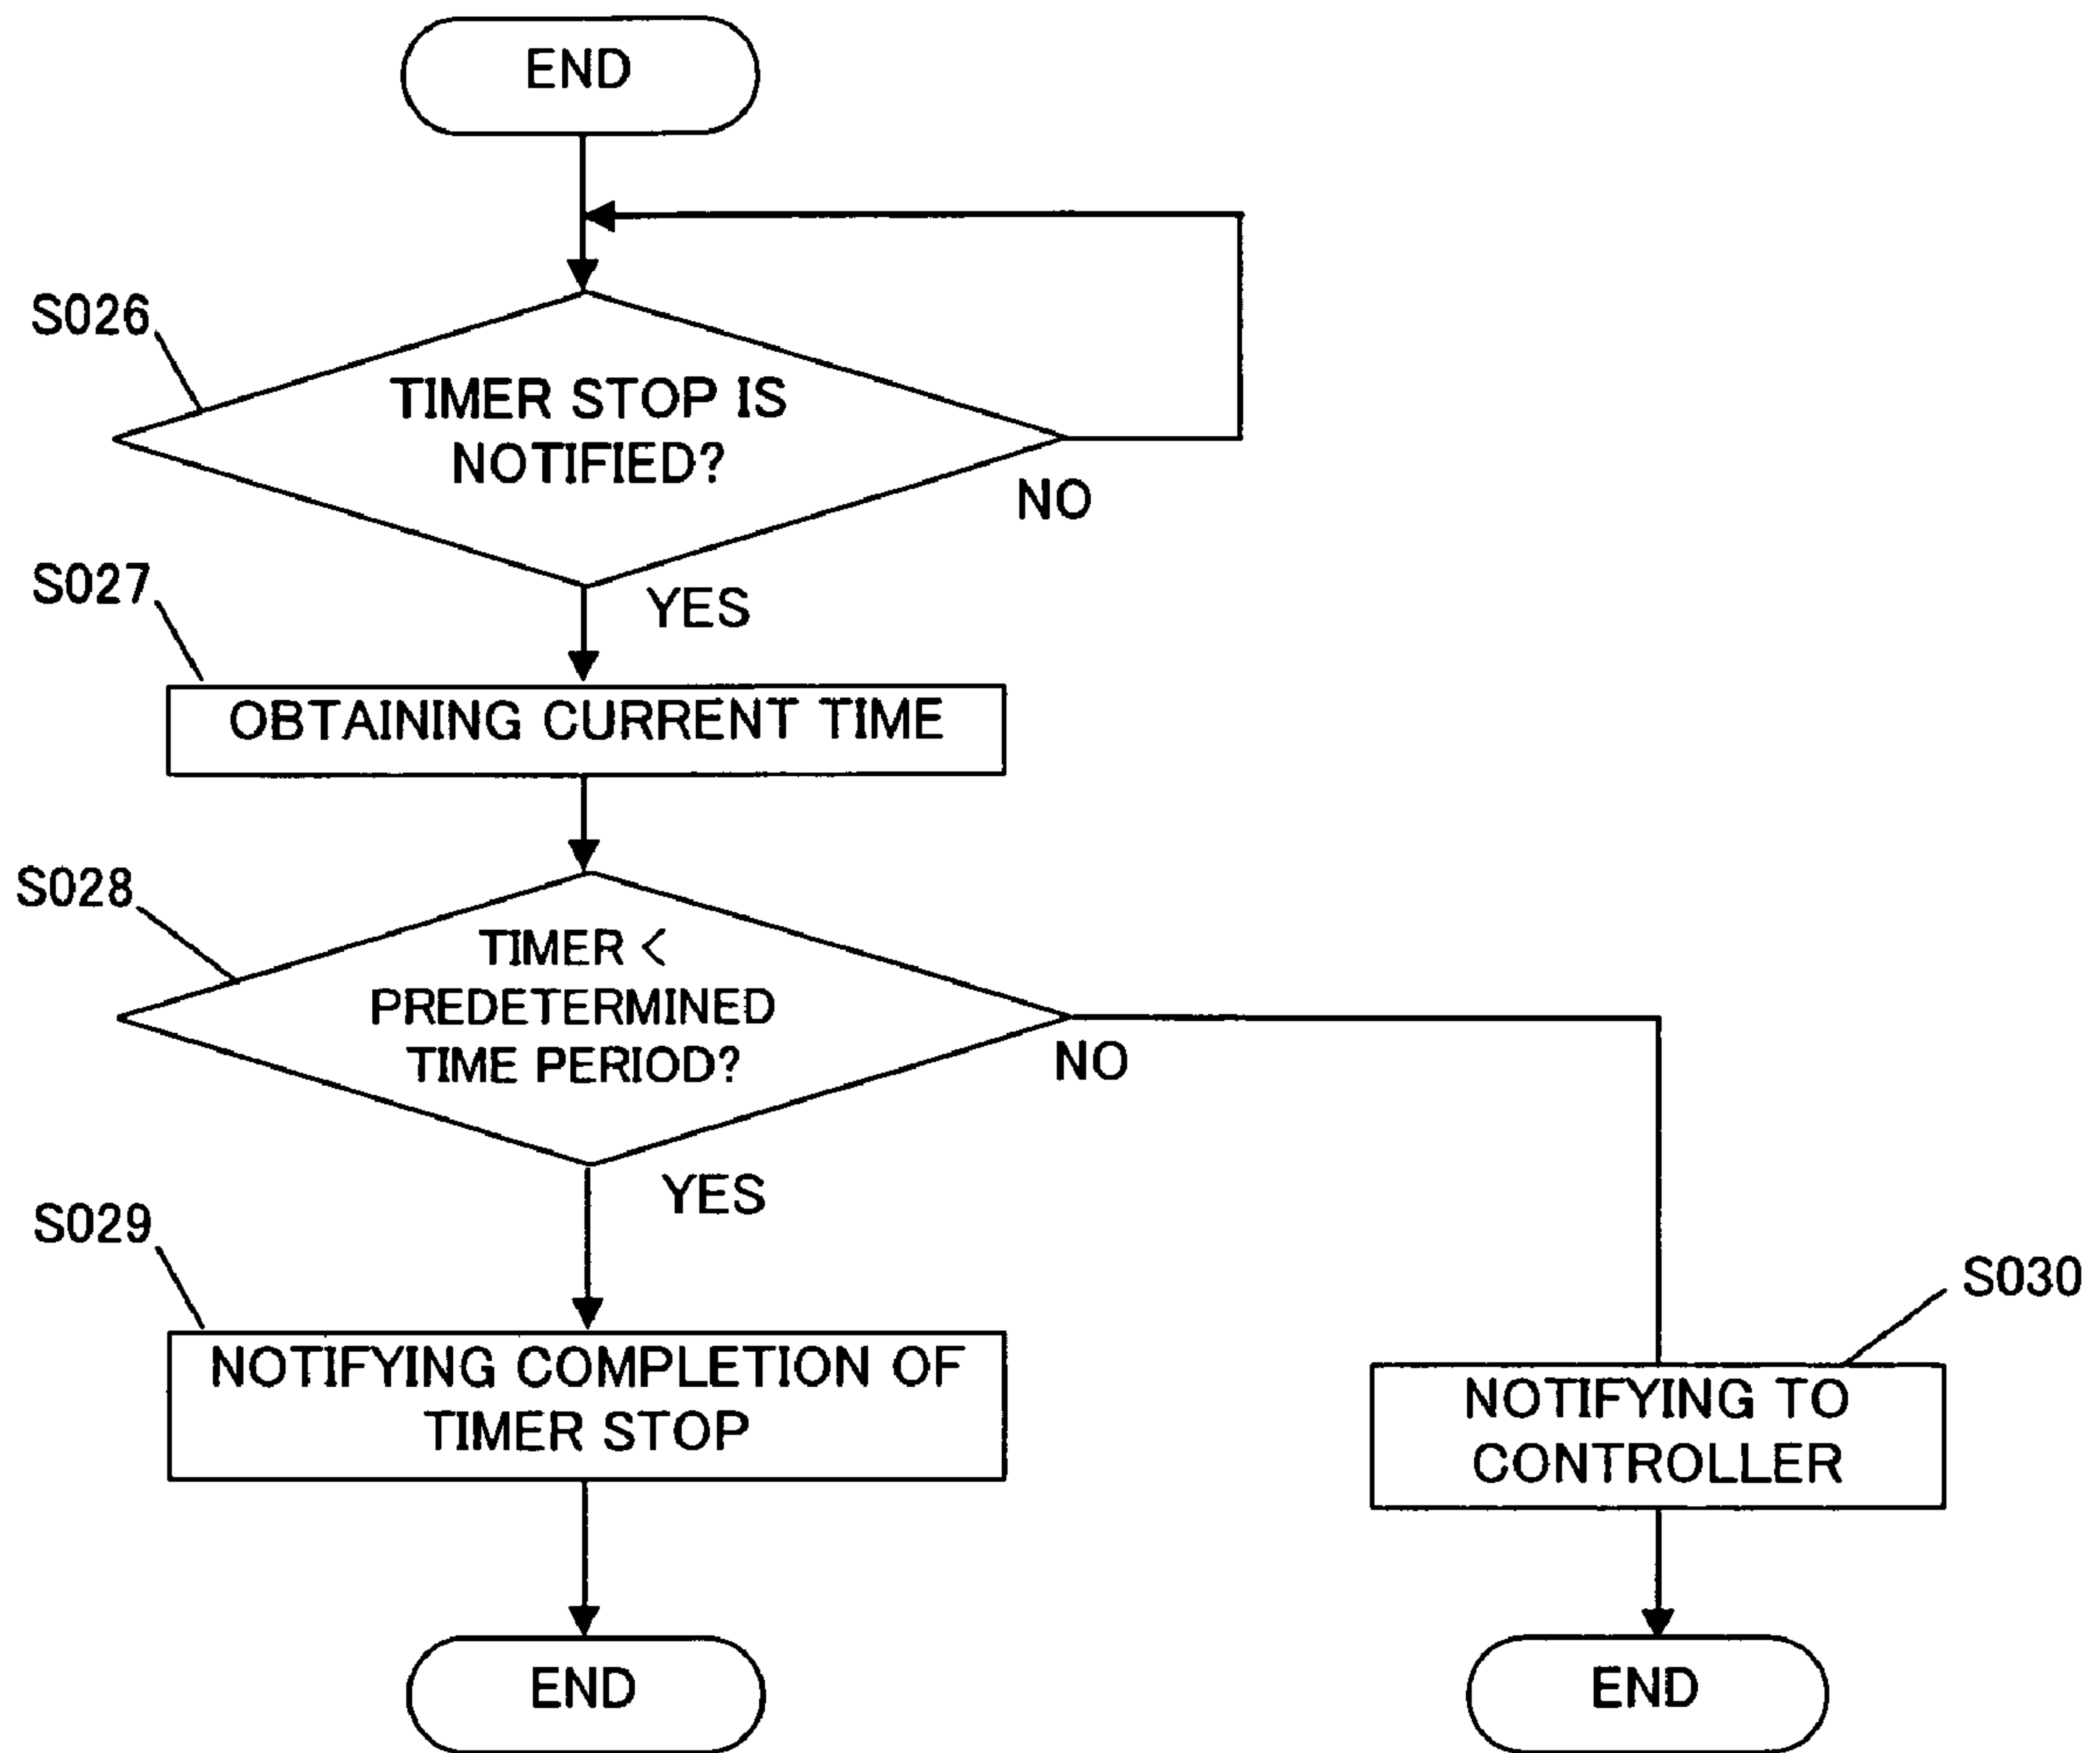 END
S026
TIMER STOP IS
NOTIFIED?
NO
YES
S027
OBTAINING CURRENT TIME
S028
TIMER <
PREDETERMINED
TIME PERIOD?
NO
YES
S029
NOTIFYING COMPLETION OF
TIMER STOP
S030
NOTIFYING TO
CONTROLLER
END
END